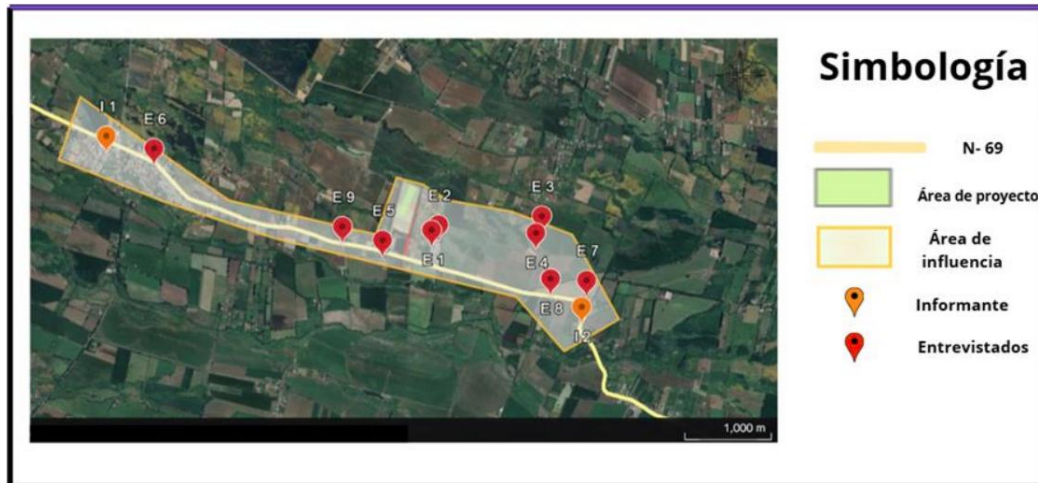 Simbología
N- 69
Área de proyecto
Área de
influencia
Informante
Entrevistados
I 1
E 6
E 9
E 5
E 2
E 1
E 3
E 4
E 7
E 8
I 2
1,000 m